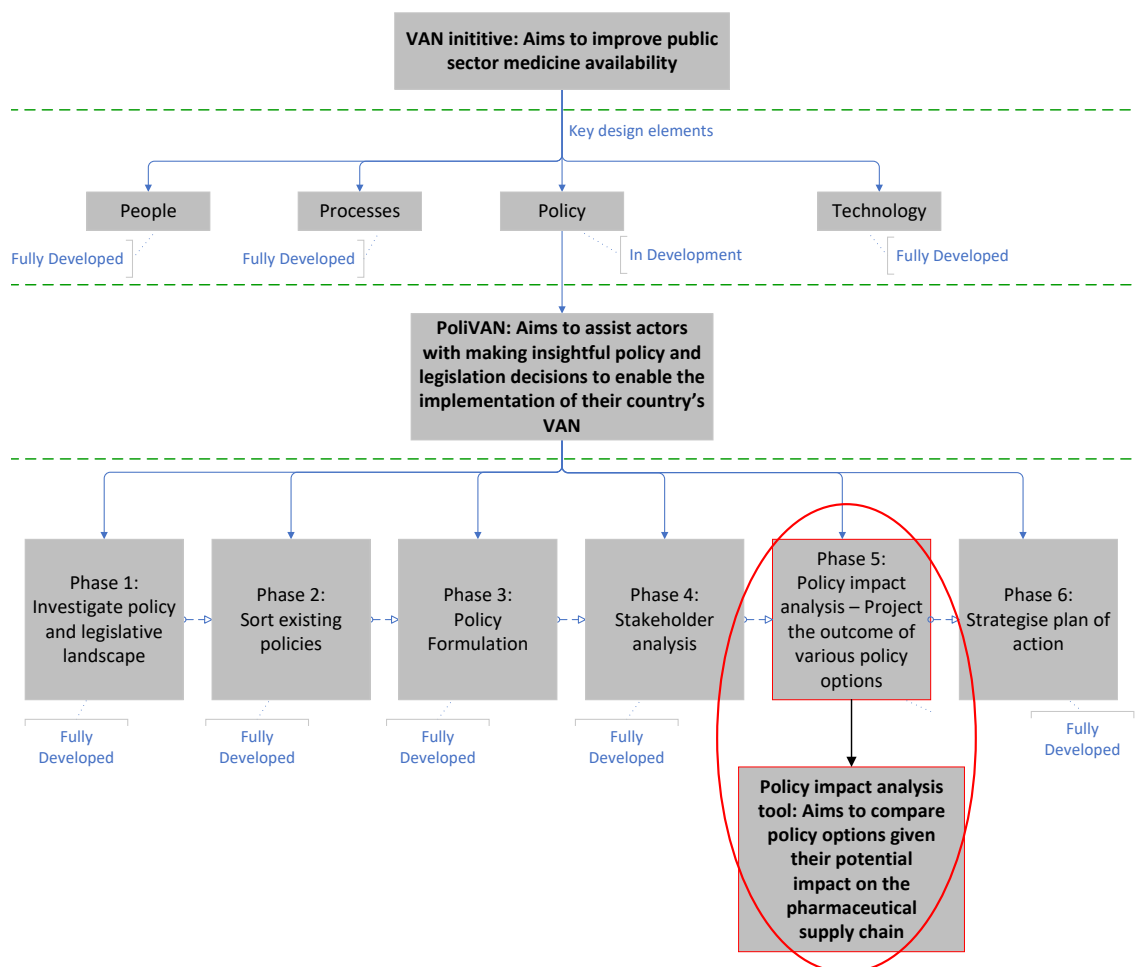 VAN inititive: Aims to improve public
sector medicine availability
Key design elements
People
Processes
Policy
Technology
Fully Developed
Fully Developed
In Development
Fully Developed
PoliVAN: Aims to assist actors
with making insightful policy and
legislation decisions to enable the
implementation of their country’s
VAN
Phase 1:
Investigate policy
and legislative
landscape
Phase 2:
Sort existing
policies
Phase 3:
Policy
Formulation
Phase 4:
Stakeholder
analysis
Phase 5:
Policy impact
analysis – Project
the outcome of
various policy
options
Phase 6:
Strategise plan of
action
Fully
Developed
Fully
Developed
Fully
Developed
Fully
Developed
Fully
Developed
Policy impact analysis
tool: Aims to compare
policy options given
their potential
impact on the
pharmaceutical
supply chain